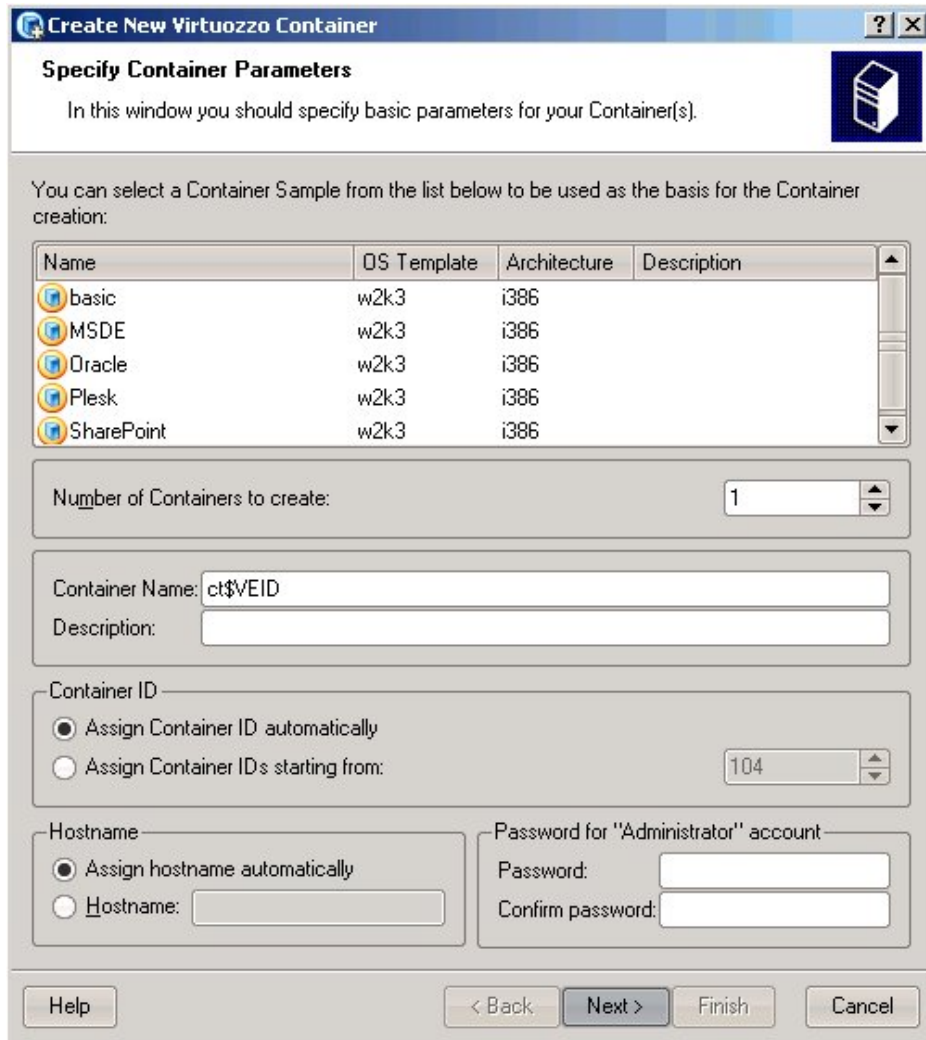 Create New Virtuozzo Container
Specify Container Parameters
In this window you should specify basic parameters for your Container(s).
You can select a Container Sample from the list below to be used as the basis for the Container
creation:
Name OS Template Architecture Description
basic w2k3 i386
MSDE w2k3 i386
Oracle w2k3 i386
Plesk w2k3 i386
SharePoint w2k3 i386
Number of Containers to create: 1
Container Name: ct$VEID
Description:
Container ID
Assign Container ID automatically
Assign Container IDs starting from: 104
Hostname
Assign hostname automatically
Hostname:
Password for "Administrator" account
Password:
Confirm password:
Help < Back Next > Finish Cancel